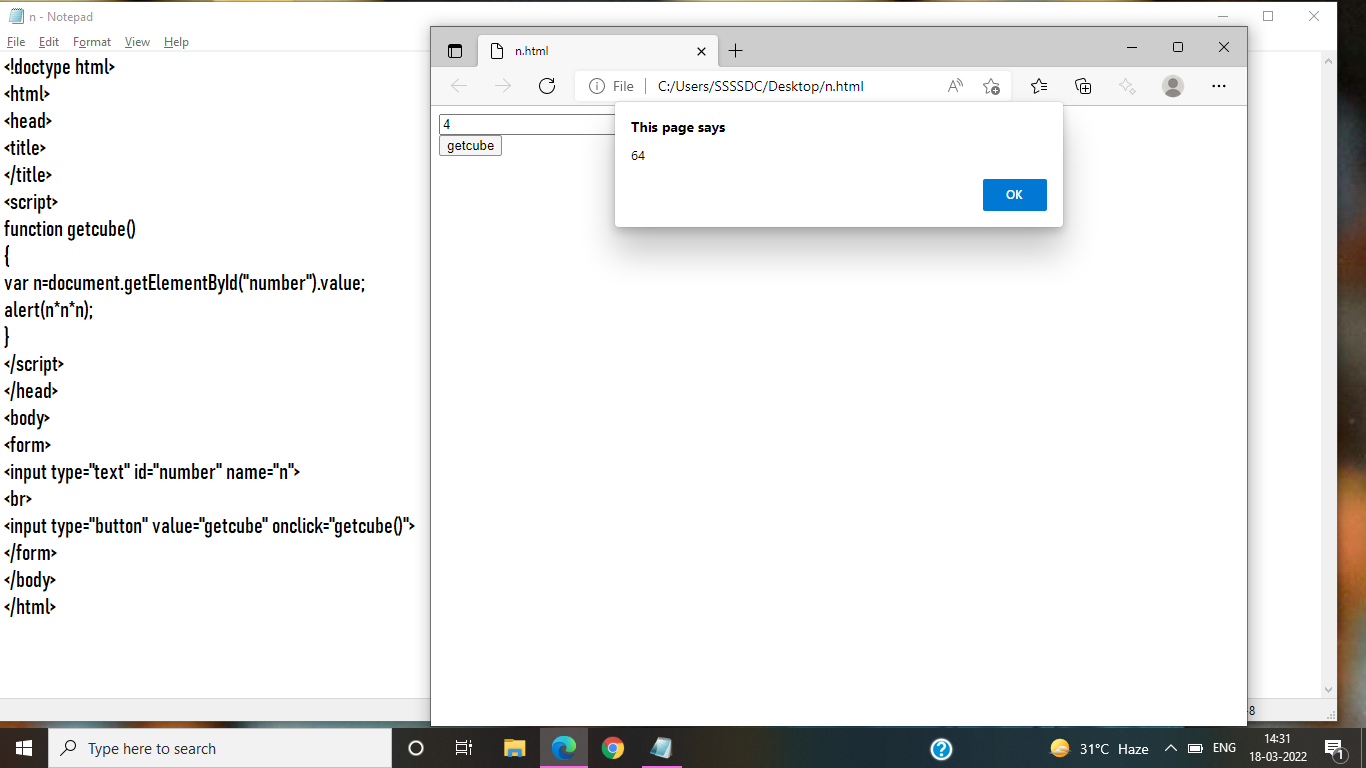 n - Notepad
File Edit Format View Help
<!doctype html>
<html>
<head>
<title>
</title>
<script>
function getcube()
{
var n=document.getElementById("number").value;
alert(n*n*n);
}
</script>
</head>
<body>
<form>
<input type="text" id="number" name="n">
<br>
<input type="button" value="getcube" onclick="getcube()">
</form>
</body>
</html>
n.html
File C:/Users/SSSSDC/Desktop/n.html
4
getcube
This page says
64
OK
-8
Type here to search
31°C Haze
ENG
14:31
18-03-2022
1